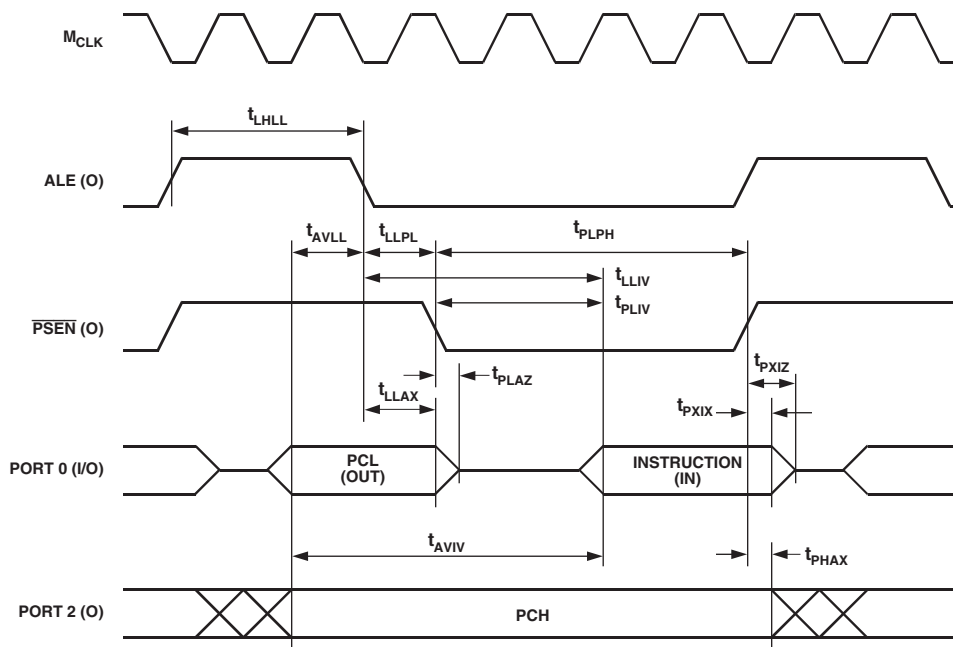 MCLK
tLHLL
ALE (O)
tAVLL
tLLPL
tPLPH
tLLIV
PSEN (O)
tPLIV
tPLAZ
tPXIZ
tLLAX
tPXIX
PORT 0 (I/O)
PCL
(OUT)
INSTRUCTION
(IN)
tAVIV
tPHAX
PORT 2 (O)
PCH